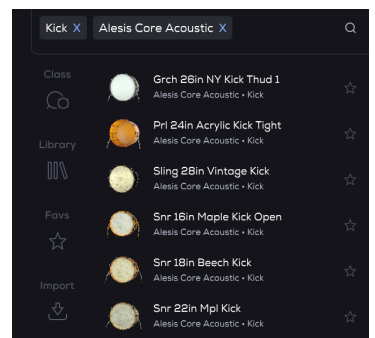 Kick X Alesis Core Acoustic X
Class
Library
Favs
Import
Grch 26in NY Kick Thud 1
Alesis Core Acoustic • Kick
Prl 24in Acrylic Kick Tight
Alesis Core Acoustic • Kick
Sling 28in Vintage Kick
Alesis Core Acoustic • Kick
Snr 16in Maple Kick Open
Alesis Core Acoustic • Kick
Snr 18in Beech Kick
Alesis Core Acoustic • Kick
Snr 22in Mpl Kick
Alesis Core Acoustic • Kick